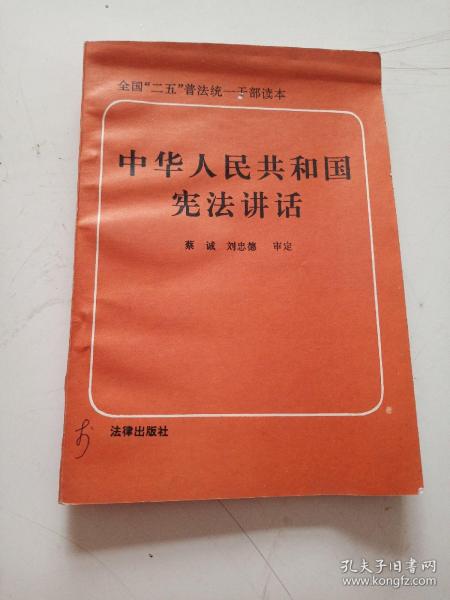 全国“二五”普法统一干部读本
中华人民共和国
宪法讲话
蔡 诚 刘忠德 审定
法律出版社
孔夫子旧书网
www.kongfz.com